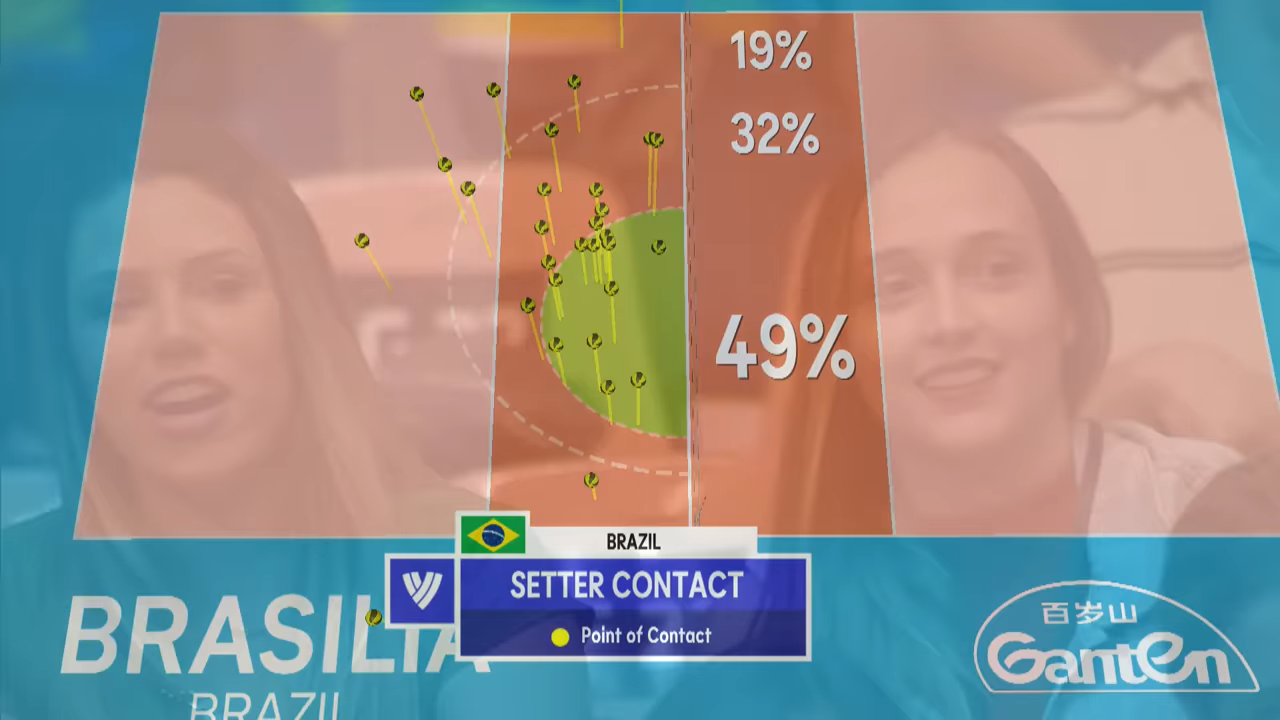 19%
32%
49%
BRAZIL
SETTER CONTACT
Point of Contact
BRASILIA
BRAZIL
百岁山
Ganten